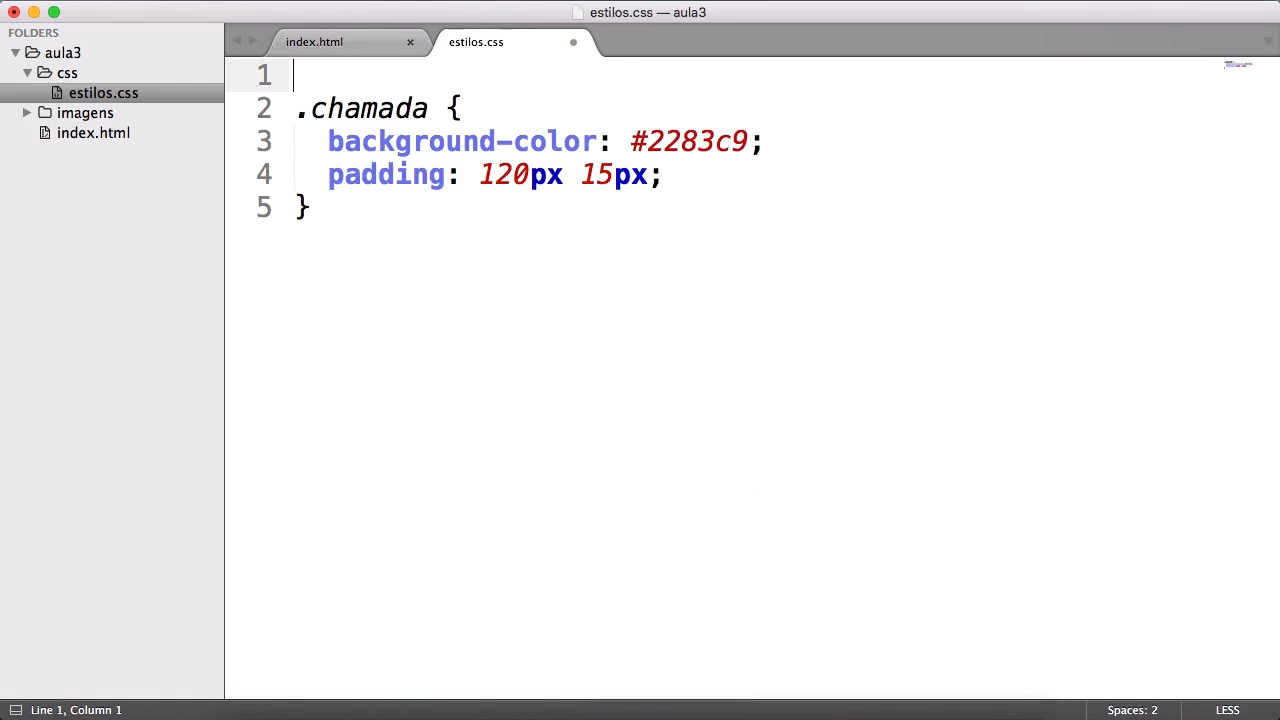 estilos.css — aula3
FOLDERS
aula3
css
estilos.css
imagens
index.html
index.html
estilos.css
1
2 .chamada {
3 background-color: #2283c9;
4 padding: 120px 15px;
5 }
Line 1, Column 1
Spaces: 2
LESS